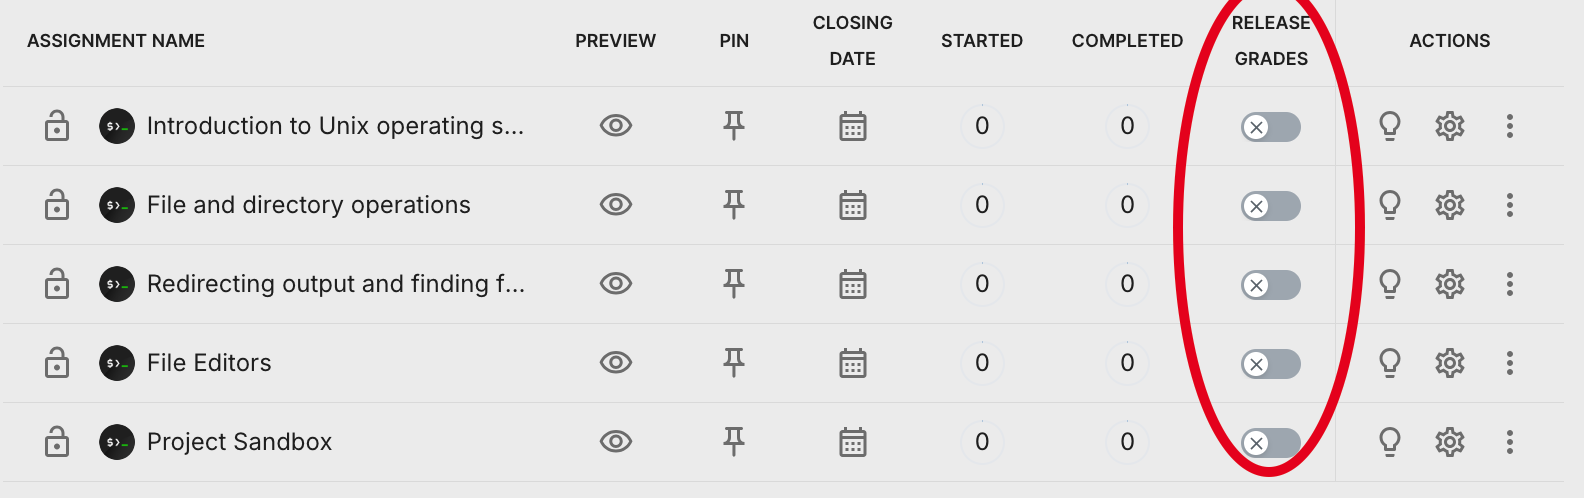 ASSIGNMENT NAME PREVIEW PIN CLOSING DATE STARTED COMPLETED RELEASE GRADES ACTIONS
$>_ Introduction to Unix operating s... 0 0
$>_ File and directory operations 0 0
$>_ Redirecting output and finding f... 0 0
$>_ File Editors 0 0
$>_ Project Sandbox 0 0